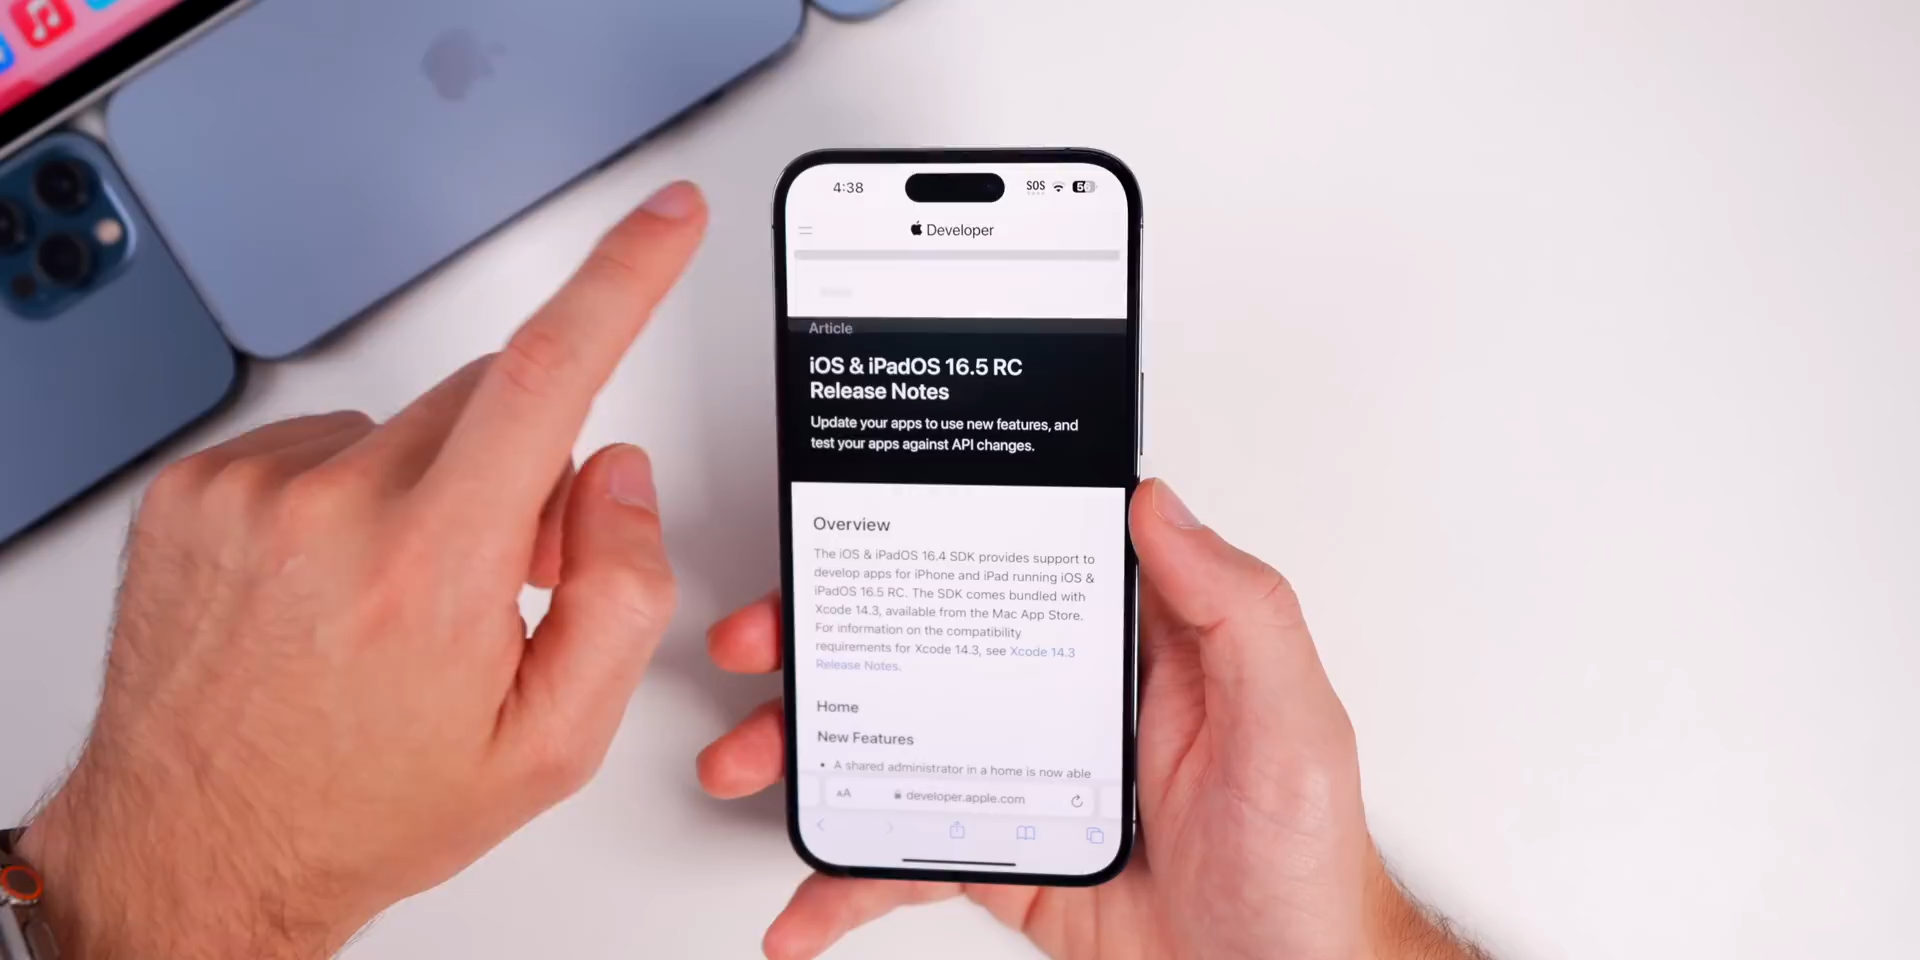 4:38
SOS
Developer
Article
iOS & iPadOS 16.5 RC
Release Notes
Update your apps to use new features, and
test your apps against API changes.
Overview
The iOS & iPadOS 16.4 SDK provides support to
develop apps for iPhone and iPad running iOS &
iPadOS 16.5 RC. The SDK comes bundled with
Xcode 14.3, available from the Mac App Store.
For information on the compatibility
requirements for Xcode 14.3, see Xcode 14.3
Release Notes.
Home
New Features
• A shared administrator in a home is now able
AA
developer.apple.com